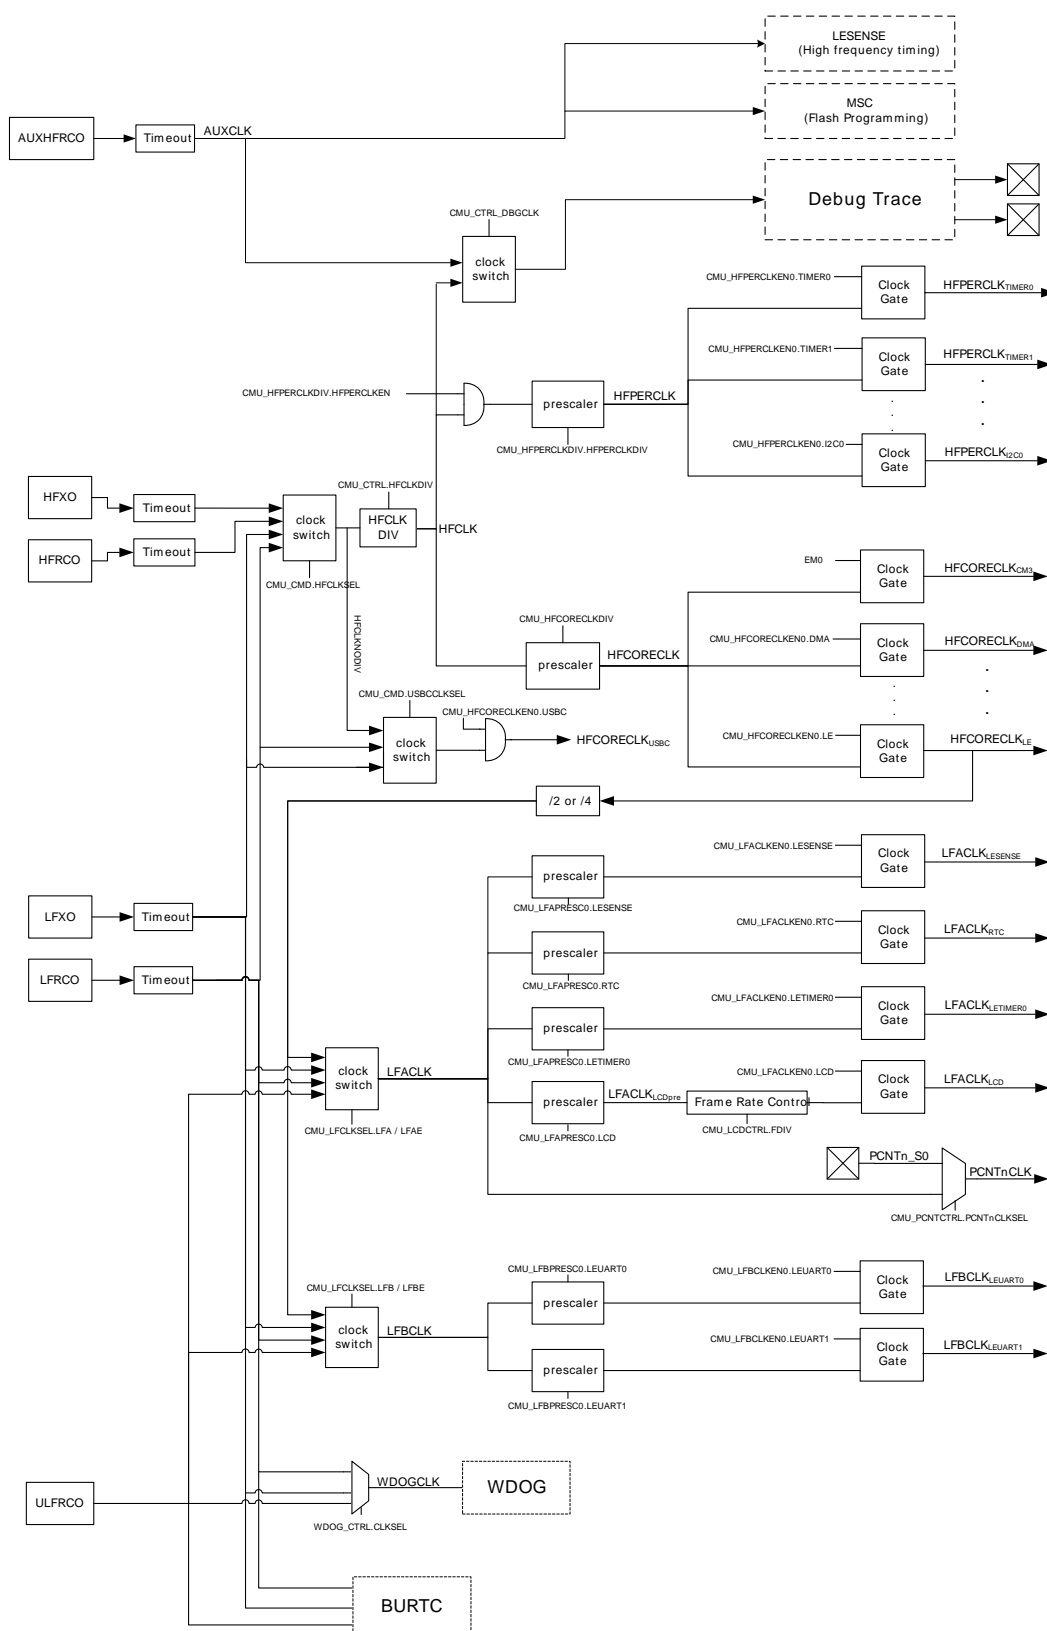 LESENSE
(High frequency timing)
MSC
(Flash Programming)
AUXHFRCO
Timeout
AUXCLK
Debug Trace
CMU_CTRL_DBGCLK
clock
switch
CMU_HFPERCLKEN0.TIMER0
Clock
Gate
HFPERCLKTIMER0
CMU_HFPERCLKEN0.TIMER1
Clock
Gate
HFPERCLKTIMER1
CMU_HFPERCLKDIV.HFPERCLKEN
prescaler
HFPERCLK
CMU_HFPERCLKDIV.HFPERCLKDIV
CMU_HFPERCLKEN0.I2C0
Clock
Gate
HFPERCLKI2C0
HFXO
Timeout
HFRCO
Timeout
clock
switch
CMU_CMD.HFCLKSEL
CMU_CTRL.HFCLKDIV
HFCLK
DIV
HFCLK
HFCLKNODIV
EM0
Clock
Gate
HFCORECLKCM3
CMU_HFCORECLKDIV
prescaler
HFCORECLK
CMU_HFCORECLKEN0.DMA
Clock
Gate
HFCORECLKDMA
CMU_CMD.USBCCLKSEL
clock
switch
CMU_HFCORECLKEN0.USBC
HFCORECLKUSBC
CMU_HFCORECLKEN0.LE
Clock
Gate
HFCORECLKLE
/2 or /4
LFXO
Timeout
LFRCO
Timeout
prescaler
CMU_LFAPRESC0.LESENSE
CMU_LFACLKEN0.LESENSE
Clock
Gate
LFACLKLESENSE
prescaler
CMU_LFAPRESC0.RTC
CMU_LFACLKEN0.RTC
Clock
Gate
LFACLKRTC
prescaler
CMU_LFAPRESC0.LETIMER0
CMU_LFACLKEN0.LETIMER0
Clock
Gate
LFACLKLETIMER0
clock
switch
LFACLK
CMU_LFCLKSEL.LFA / LFAE
prescaler
CMU_LFAPRESC0.LCD
LFACLKLCDpre
Frame Rate Control
CMU_LCDCTRL.FDIV
CMU_LFACLKEN0.LCD
Clock
Gate
LFACLKLCD
PCNTn_S0
PCNTnCLK
CMU_PCNTCTRL.PCNTnCLKSEL
CMU_LFCLKSEL.LFB / LFBE
clock
switch
LFBCLK
CMU_LFBPRESC0.LEUART0
prescaler
CMU_LFBCLKEN0.LEUART0
Clock
Gate
LFBCLKLEUART0
prescaler
CMU_LFBPRESC0.LEUART1
CMU_LFBCLKEN0.LEUART1
Clock
Gate
LFBCLKLEUART1
ULFRCO
WDOGCLK
WDOG_CTRL.CLKSEL
WDOG
BURTC